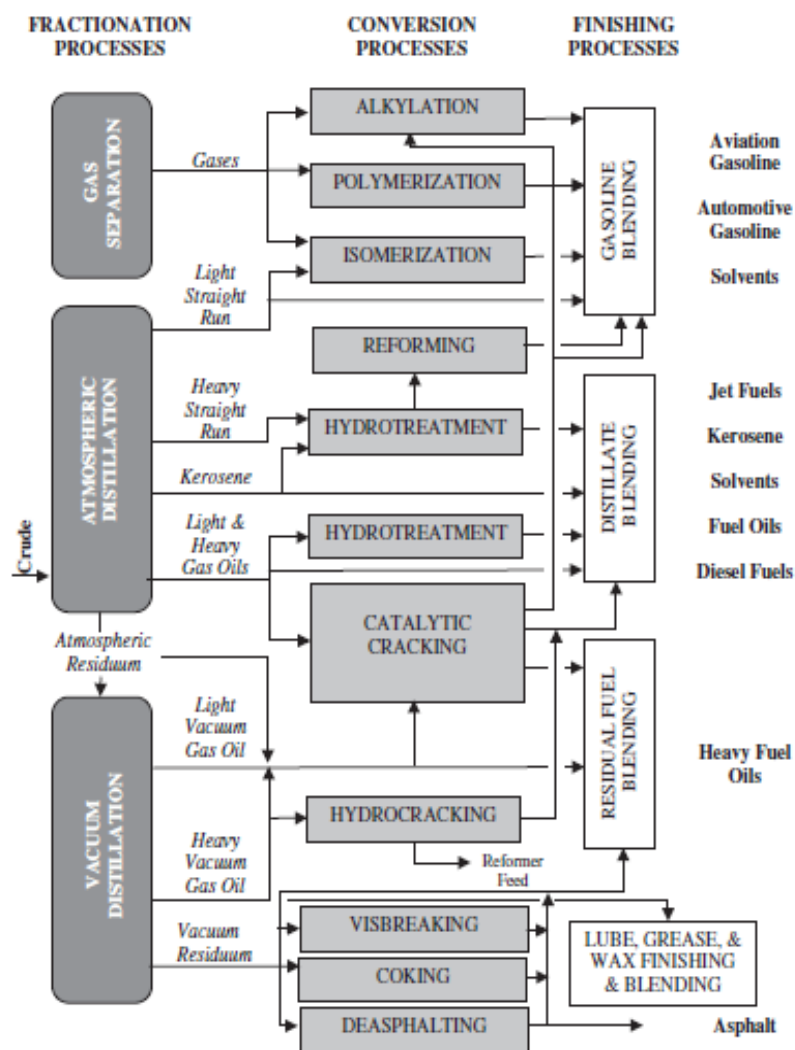 FRACTIONATION
PROCESSES
CONVERSION
PROCESSES
FINISHING
PROCESSES
GAS
SEPARATION
Gases
ALKYLATION
POLYMERIZATION
ISOMERIZATION
GASOLINE
BLENDING
Aviation
Gasoline
Automotive
Gasoline
Solvents
Light
Straight
Run
ATMOSPHERIC
DISTILLATION
Crude
Heavy
Straight
Run
Kerosene
Light &
Heavy
Gas Oils
REFORMING
HYDROTREATMENT
HYDROTREATMENT
CATALYTIC
CRACKING
DISTILLATE
BLENDING
Jet Fuels
Kerosene
Solvents
Fuel Oils
Diesel Fuels
Atmospheric
Residuum
VACUUM
DISTILLATION
Light
Vacuum
Gas Oil
Heavy
Vacuum
Gas Oil
Vacuum
Residuum
HYDROCRACKING
Reformer
Feed
RESIDUAL FUEL
BLENDING
Heavy Fuel
Oils
VISBREAKING
COKING
DEASPHALTING
LUBE, GREASE, &
WAX FINISHING
& BLENDING
Asphalt